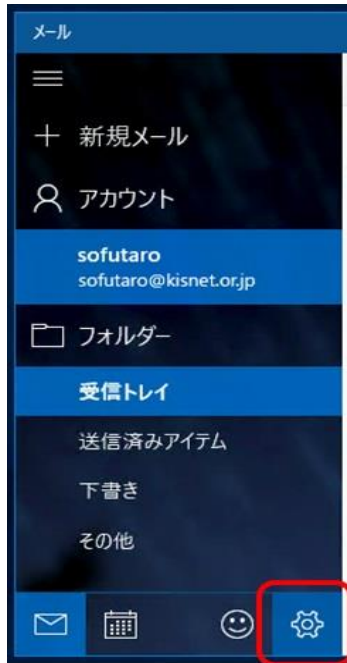 メール
新規メール
アカウント
sofutaro
sofutaro@kisnet.or.jp
フォルダー
受信トレイ
送信済みアイテム
下書き
その他